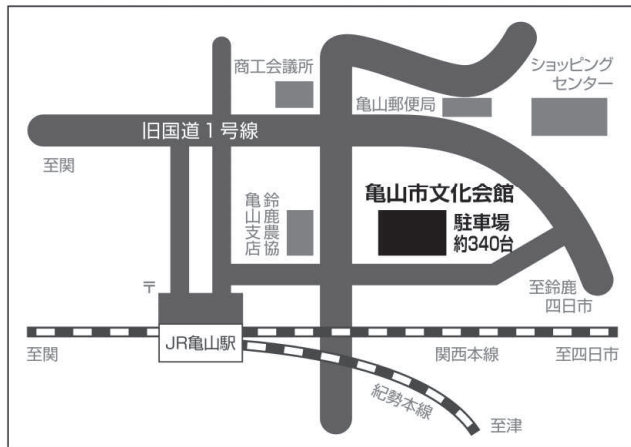 商工会議所
ショッピング
センター
亀山郵便局
旧国道1号線
至関
亀山市文化会館
鈴鹿農協
亀山支店
駐車場
約340台
至鈴鹿
四日市
〒
JR亀山駅
至関
関西本線
至四日市
紀勢本線
至津